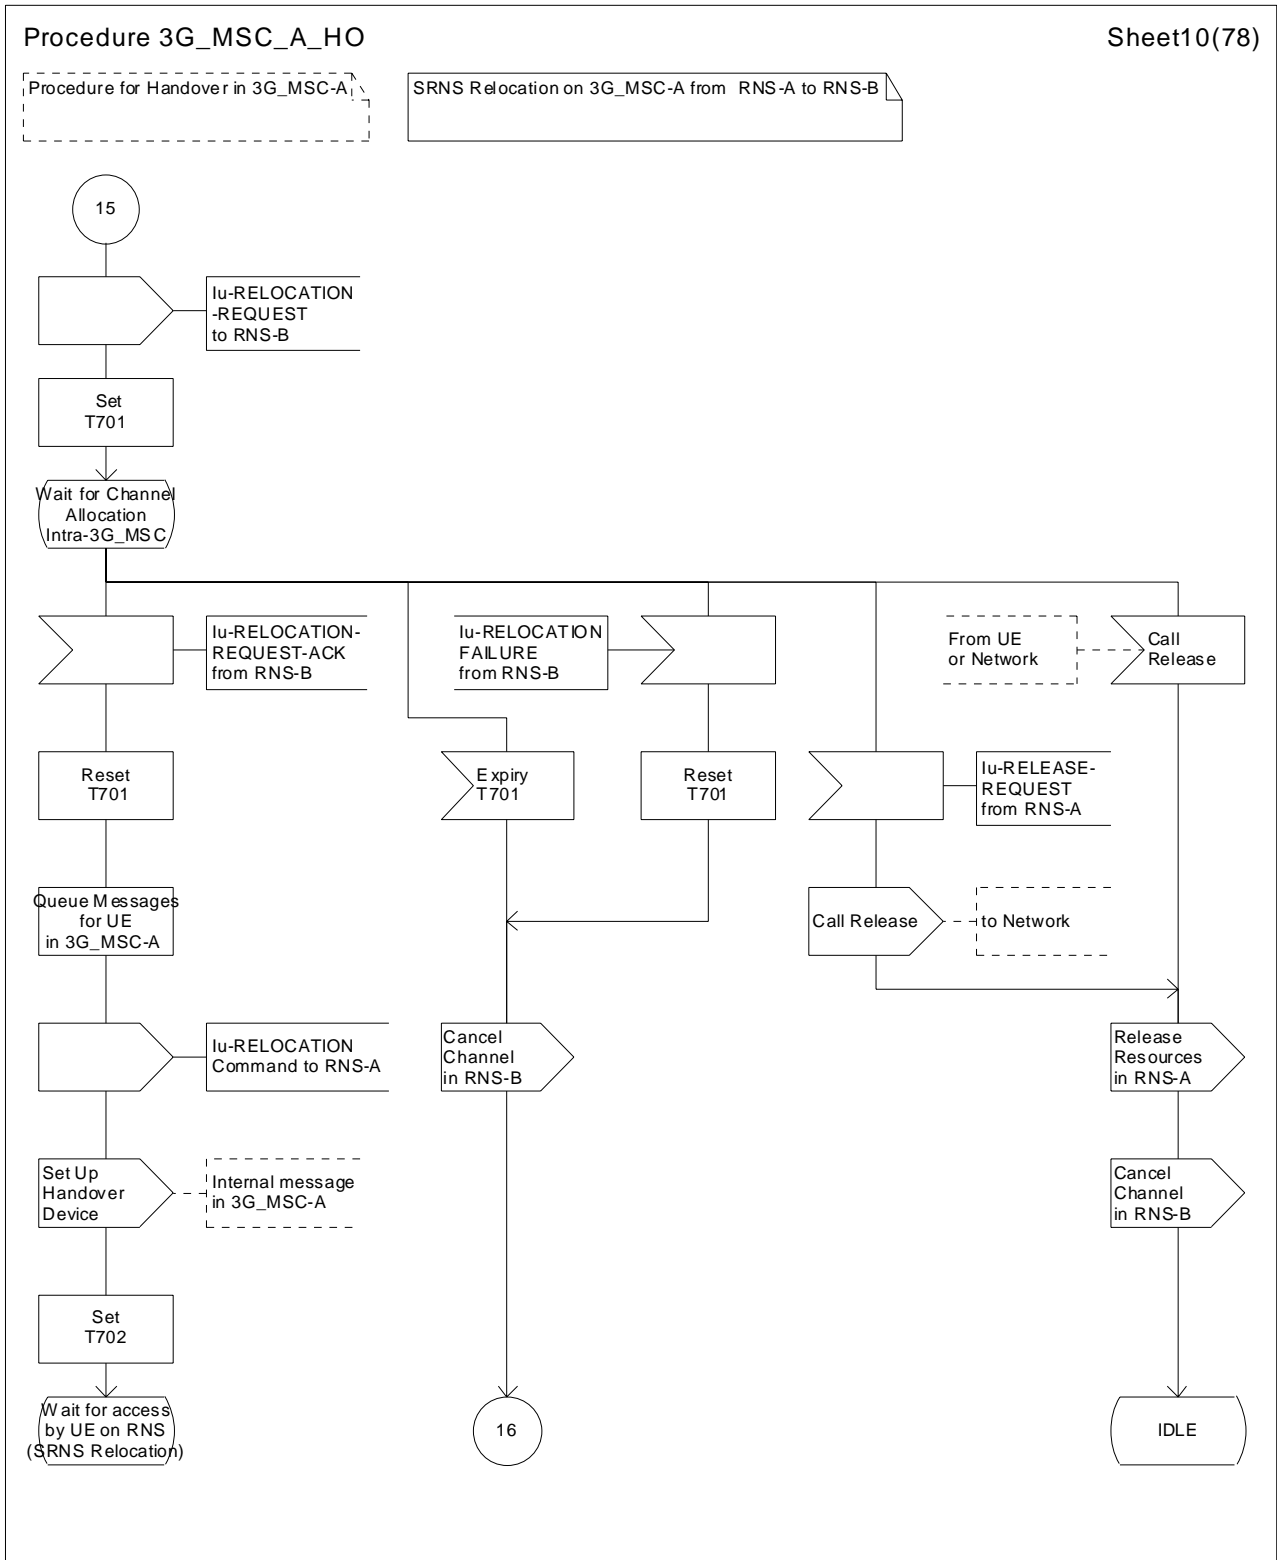 Procedure 3G_MSC_A_HO
Sheet10(78)
Procedure for Handover in 3G_MSC-A
SRNS Relocation on 3G_MSC-A from RNS-A to RNS-B
15
Iu-RELOCATION
-REQUEST
to RNS-B
Set
T701
Wait for Channel
Allocation
Intra-3G_MSC
Iu-RELOCATION-
REQUEST-ACK
from RNS-B
Iu-RELOCATION
FAILURE
from RNS-B
From UE
or Network
Call
Release
Reset
T701
Expiry
T701
Reset
T701
Iu-RELEASE-
REQUEST
from RNS-A
Queue Messages
for UE
in 3G_MSC-A
Call Release
to Network
Iu-RELOCATION
Command to RNS-A
Cancel
Channel
in RNS-B
Release
Resources
in RNS-A
Set Up
Handover
Device
Internal message
in 3G_MSC-A
Cancel
Channel
in RNS-B
Set
T702
Wait for access
by UE on RNS
(SRNS Relocation)
16
IDLE